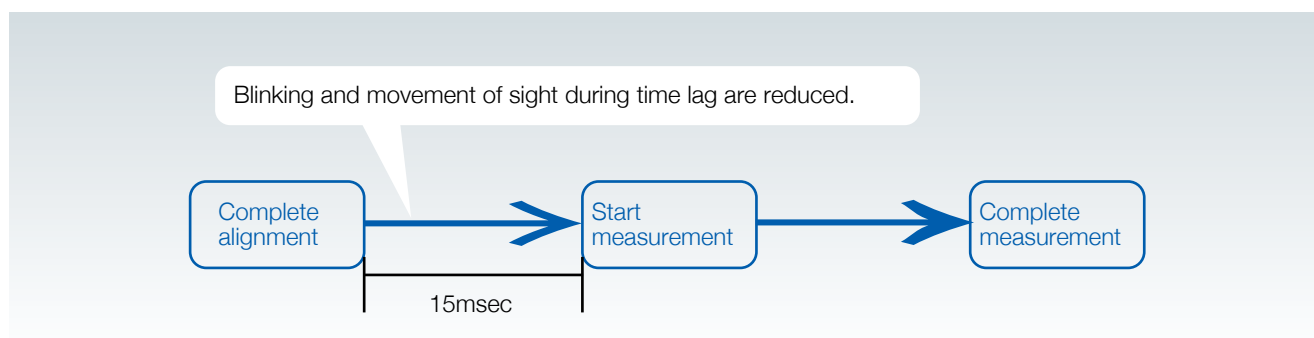 Blinking and movement of sight during time lag are reduced.
Complete
alignment
Start
measurement
Complete
measurement
15msec